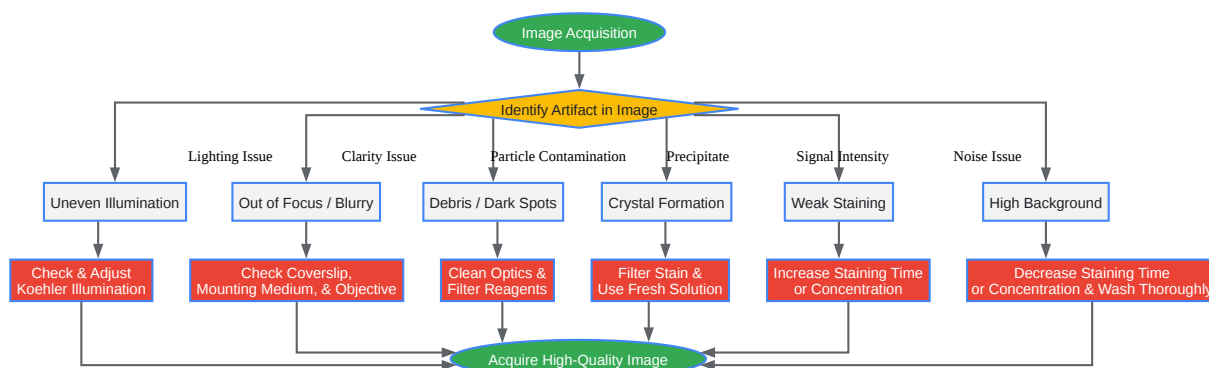 Image Acquisition
Identify Artifact in Image
Lighting Issue
Clarity Issue
Particle Contamination
Precipitate
Signal Intensity
Noise Issue
Uneven Illumination
Out of Focus / Blurry
Debris / Dark Spots
Crystal Formation
Weak Staining
High Background
Check & Adjust
Koehler Illumination
Check Coverslip,
Mounting Medium, & Objective
Clean Optics &
Filter Reagents
Filter Stain &
Use Fresh Solution
Increase Staining Time
or Concentration
Decrease Staining Time
or Concentration & Wash Thoroughly
Acquire High-Quality Image